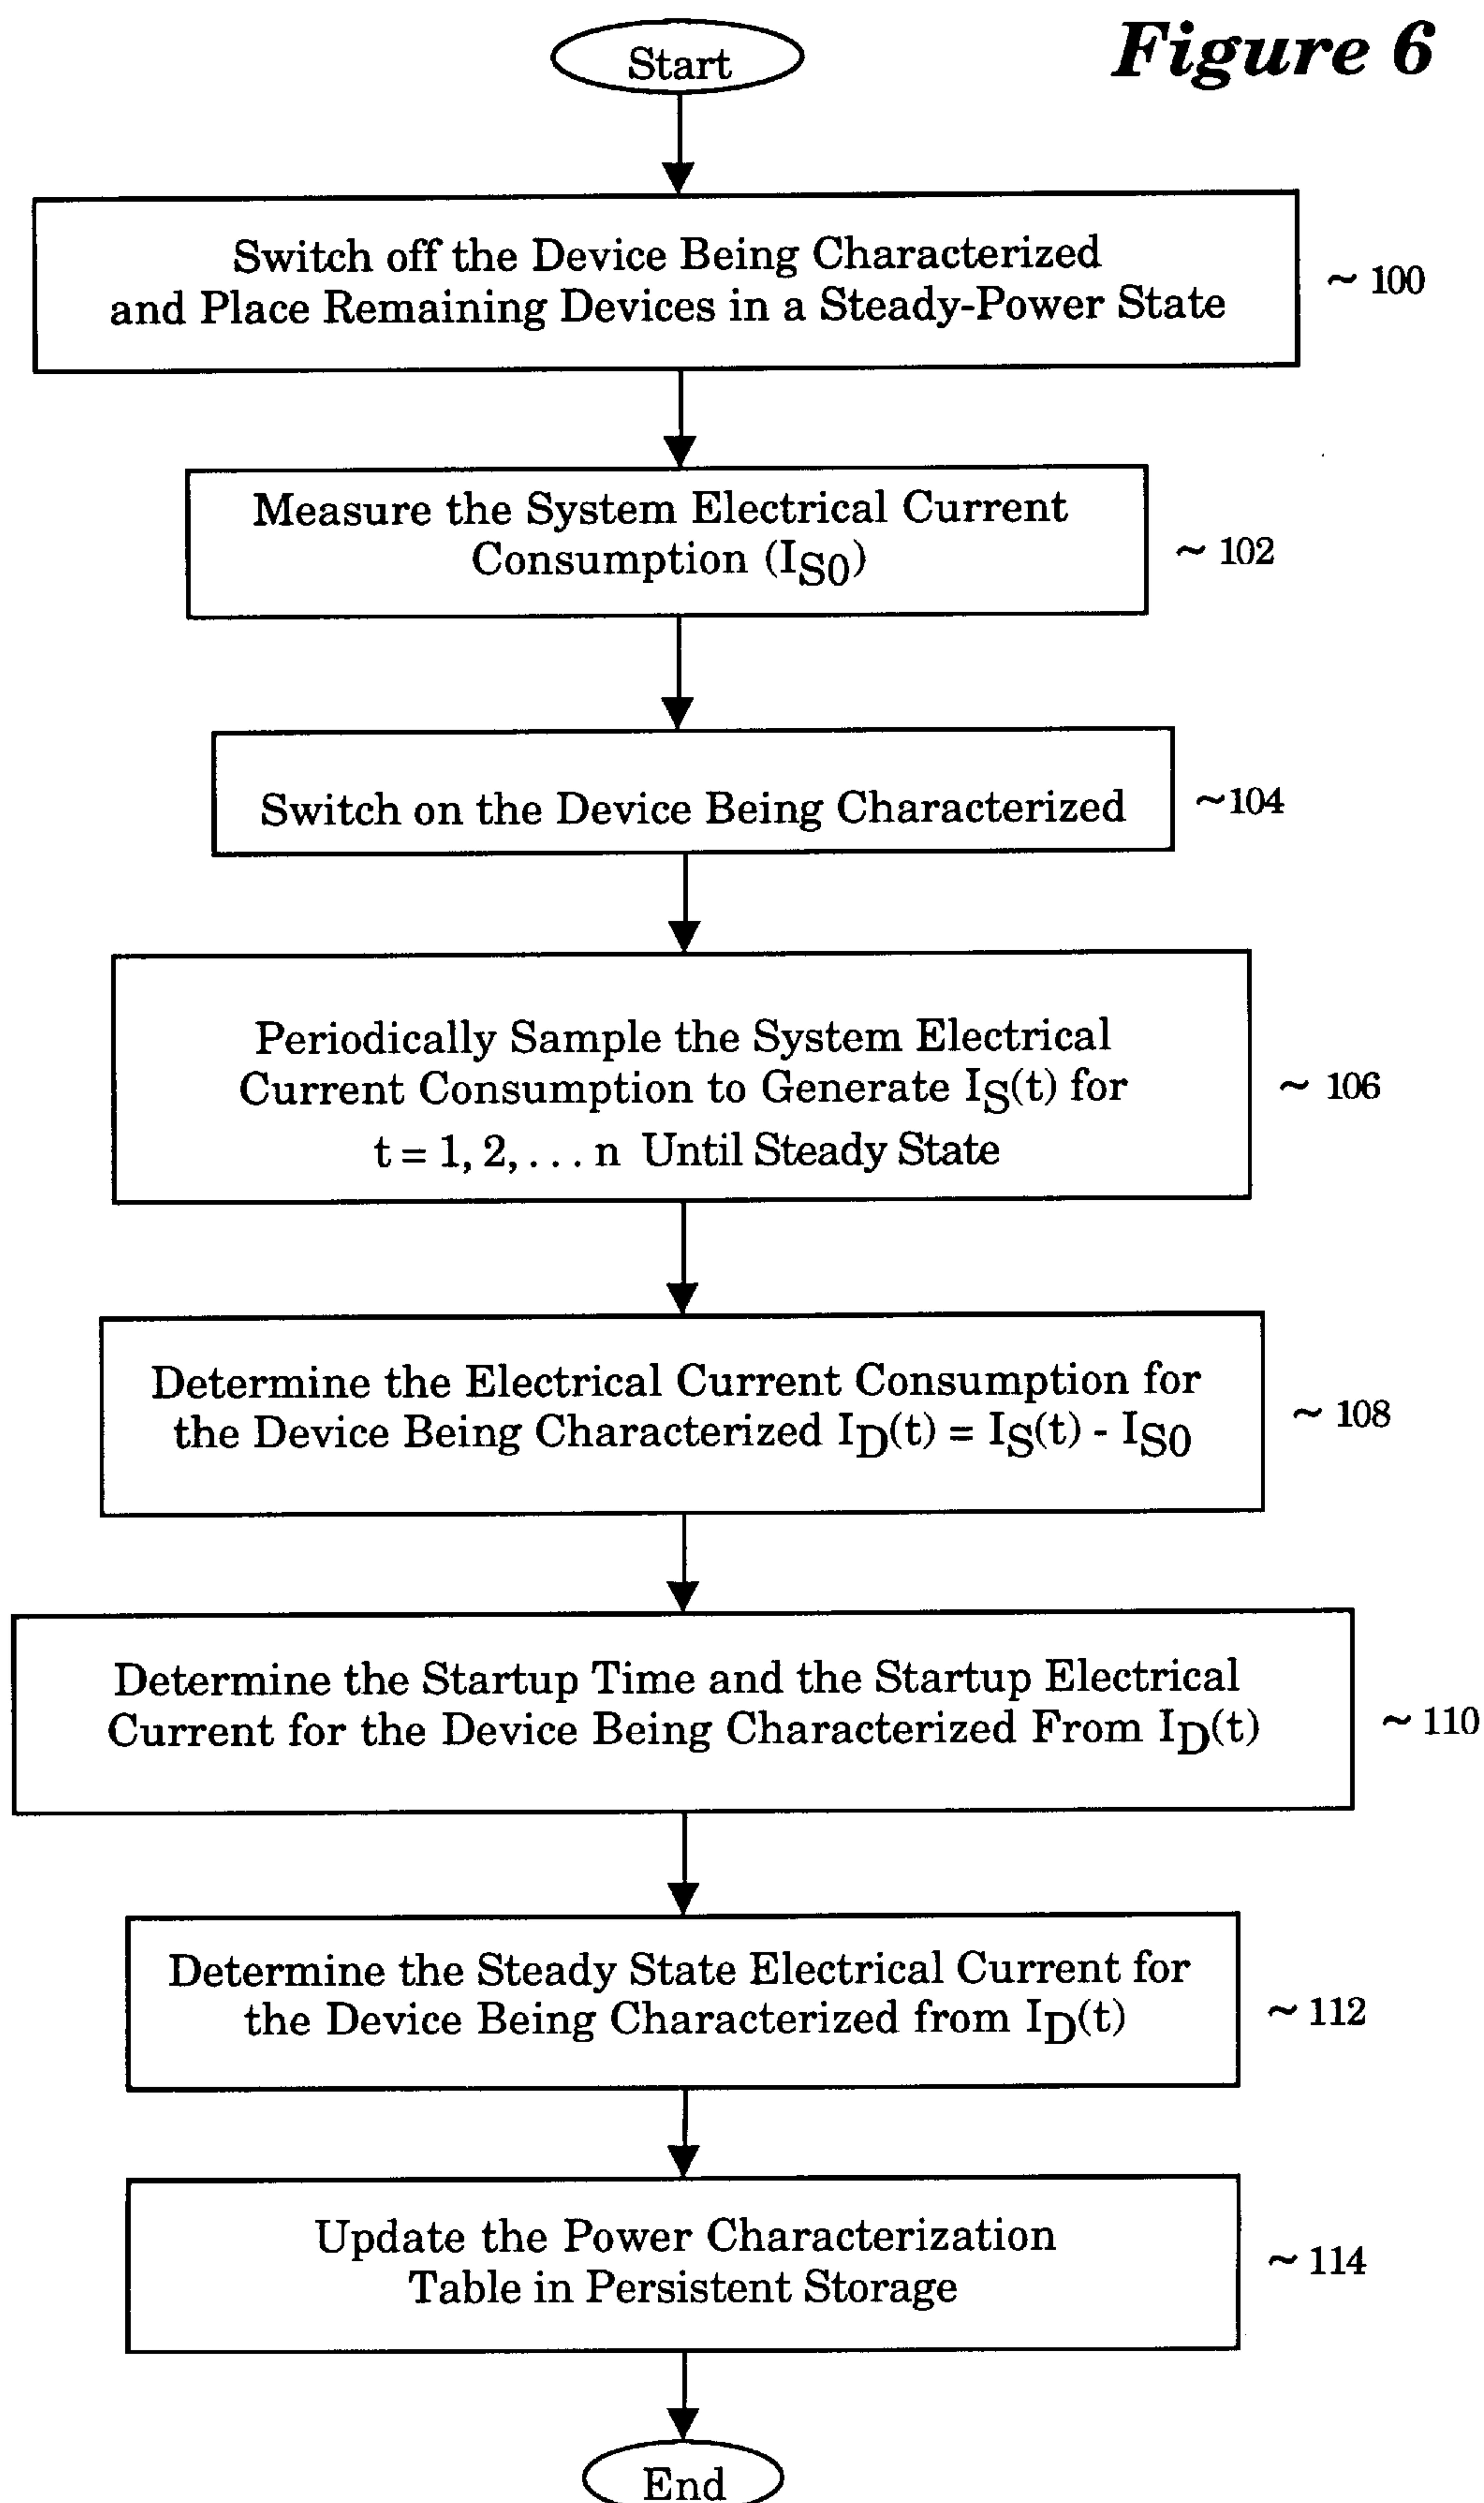 Figure 6
Start
Switch off the Device Being Characterized
and Place Remaining Devices in a Steady-Power State
~ 100
Measure the System Electrical Current
Consumption (IS0)
~ 102
Switch on the Device Being Characterized
~104
Periodically Sample the System Electrical
Current Consumption to Generate IS(t) for
t = 1, 2, . . . n Until Steady State
~ 106
Determine the Electrical Current Consumption for
the Device Being Characterized ID(t) = IS(t) - IS0
~ 108
Determine the Startup Time and the Startup Electrical
Current for the Device Being Characterized From ID(t)
~ 110
Determine the Steady State Electrical Current for
the Device Being Characterized from ID(t)
~ 112
Update the Power Characterization
Table in Persistent Storage
~ 114
End